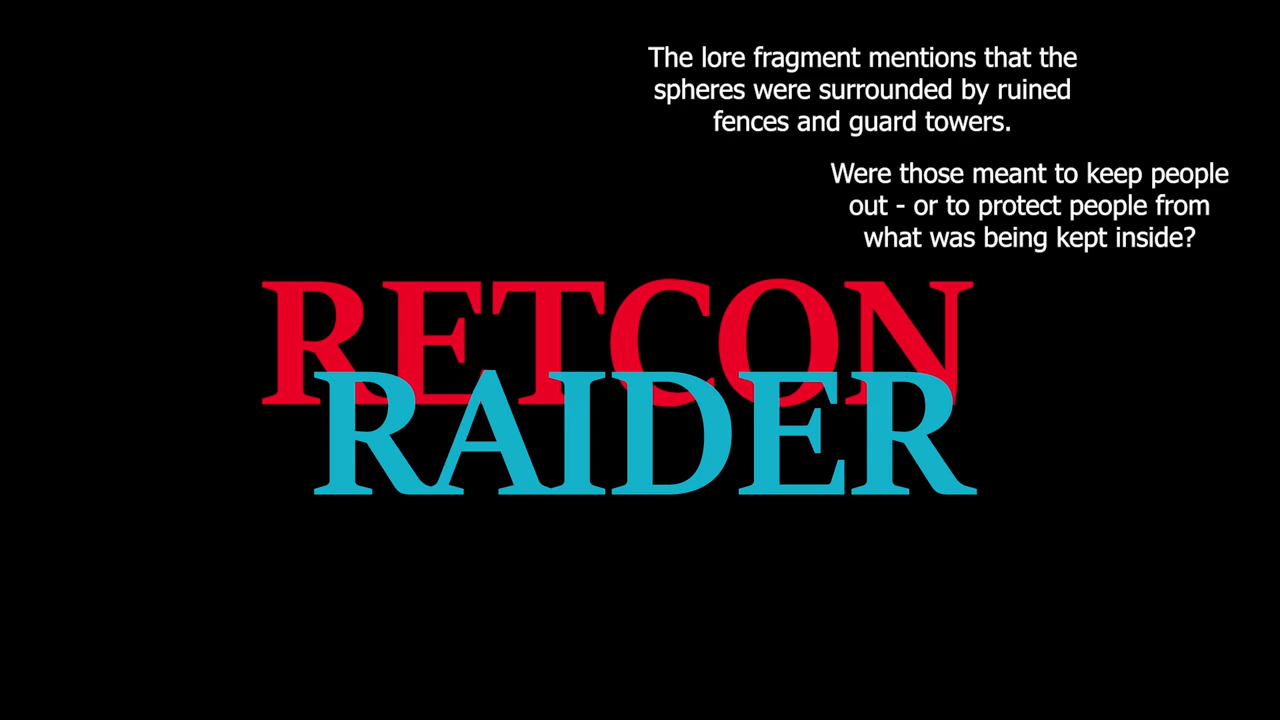 The lore fragment mentions that the
spheres were surrounded by ruined
fences and guard towers.
Were those meant to keep people
out - or to protect people from
what was being kept inside?
RETCON
RAIDER